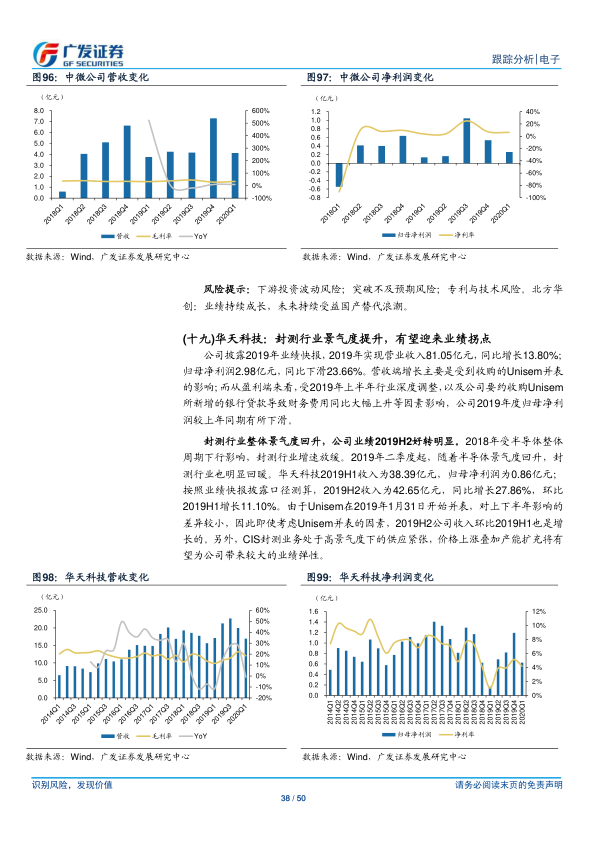 广发证券
GF SECURITIES
跟踪分析|电子
图96：中微公司营收变化
（亿元）
8.0
7.0
6.0
5.0
4.0
3.0
2.0
1.0
0.0
600%
500%
400%
300%
200%
100%
0%
-100%
2018Q1 2018Q2 2018Q3 2018Q4 2019Q1 2019Q2 2019Q3 2019Q4 2020Q1
营收 毛利率 YoY
数据来源：Wind，广发证券发展研究中心
图97：中微公司净利润变化
（亿元）
1.2
1.0
0.8
0.6
0.4
0.2
0.0
-0.2
-0.4
-0.6
-0.8
40%
20%
0%
-20%
-40%
-60%
-80%
-100%
2018Q1 2018Q2 2018Q3 2018Q4 2019Q1 2019Q2 2019Q3 2019Q4 2020Q1
归母净利润 净利率
数据来源：Wind，广发证券发展研究中心
风险提示：下游投资波动风险；突破不及预期风险；专利与技术风险。北方华
创：业绩持续成长，未来持续受益国产替代浪潮。
(十九)华天科技：封测行业景气度提升，有望迎来业绩拐点
公司披露2019年业绩快报，2019年实现营业收入81.05亿元，同比增长13.80%;
归母净利润2.98亿元，同比下滑23.66%。营收端增长主要是受到收购的Unisem并表
的影响；而从盈利端来看，受2019年上半年行业深度调整，以及公司要约收购Unisem
所新增的银行贷款导致财务费用同比大幅上升等因素影响，公司2019年度归母净利
润较上年同期有所下滑。
封测行业整体景气度回升，公司业绩2019H2好转明显。2018年受半导体整体
周期下行影响，封测行业增速放缓。2019年二季度起，随着半导体景气度回升，封
测行业也明显回暖。华天科技2019H1收入为38.39亿元，归母净利润为0.86亿元；
按照业绩快报披露口径测算，2019H2收入为42.65亿元，同比增长27.86%，环比
2019H1增长11.10%。由于Unisem在2019年1月31日开始并表，对上下半年影响的
差异较小，因此即使考虑Unisem并表的因素，2019H2公司收入环比2019H1也是增
长的。另外，CIS封测业务处于高景气度下的供应紧张，价格上涨叠加产能扩充将有
望为公司带来较大的业绩弹性。
图98：华天科技营收变化
（亿元）
25.0
20.0
15.0
10.0
5.0
0.0
60%
50%
40%
30%
20%
10%
0%
-10%
-20%
2014Q1 2014Q3 2015Q1 2015Q3 2016Q1 2016Q3 2017Q1 2017Q3 2018Q1 2018Q3 2019Q1 2019Q3 2020Q1
营收 毛利率 YoY
数据来源：Wind，广发证券发展研究中心
图99：华天科技净利润变化
（亿元）
1.6
1.4
1.2
1.0
0.8
0.6
0.4
0.2
0.0
12%
10%
8%
6%
4%
2%
0%
2014Q1 2014Q2 2014Q3 2014Q4 2015Q1 2015Q2 2015Q3 2015Q4 2016Q1 2016Q2 2016Q3 2016Q4 2017Q1 2017Q2 2017Q3 2017Q4 2018Q1 2018Q2 2018Q3 2018Q4 2019Q1 2019Q2 2019Q3 2019Q4 2020Q1
归母净利润 净利率
数据来源：Wind，广发证券发展研究中心
识别风险，发现价值
请务必阅读末页的免责声明
38 / 50